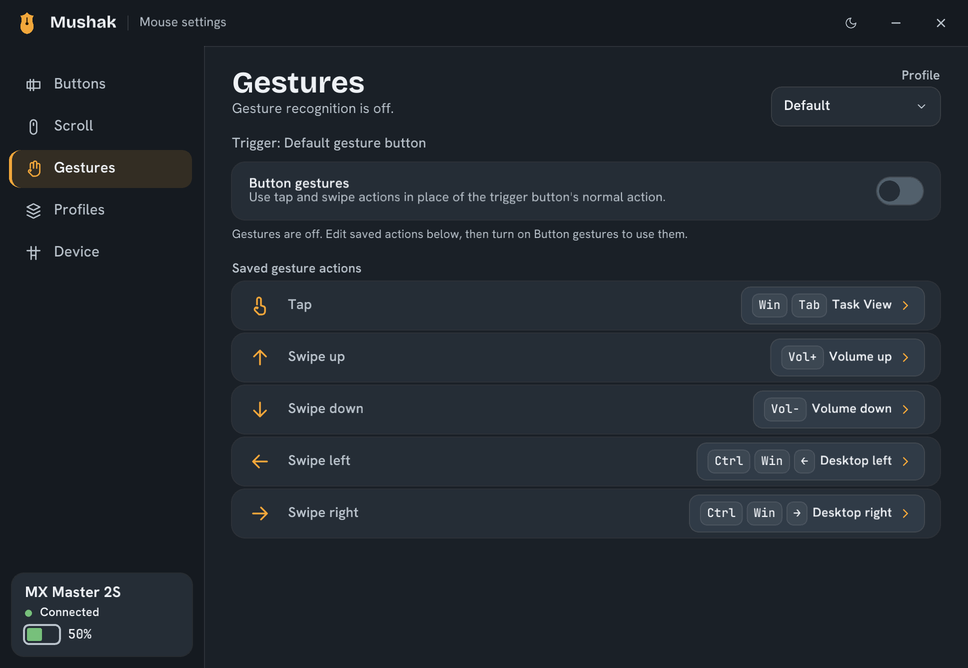 Mushak
Mouse settings
Buttons
Scroll
Gestures
Profiles
Device
Gestures
Gesture recognition is off.
Profile
Default
Trigger: Default gesture button
Button gestures
Use tap and swipe actions in place of the trigger button's normal action.
Gestures are off. Edit saved actions below, then turn on Button gestures to use them.
Saved gesture actions
Tap Win Tab Task View
Swipe up Vol+ Volume up
Swipe down Vol- Volume down
Swipe left Ctrl Win ← Desktop left
Swipe right Ctrl Win → Desktop right
MX Master 2S
Connected
50%